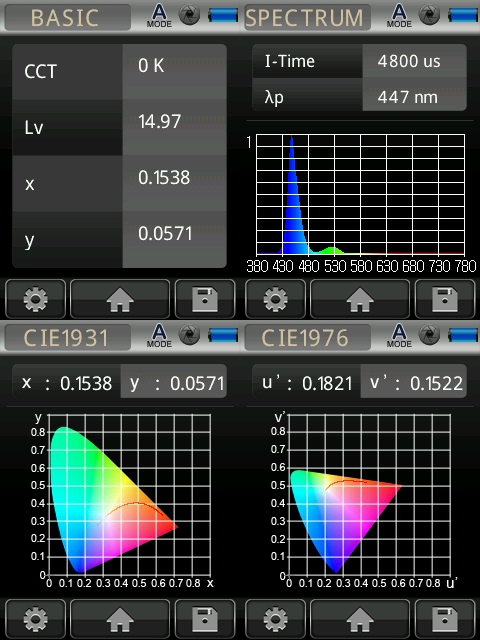 BASIC
A
MODE
CCT 0 K
Lv 14.97
x 0.1538
y 0.0571
SPECTRUM
A
MODE
I-Time 4800 us
λp 447 nm
1
380 430 480 530 580 630 680 730 780
CIE1931
A
MODE
x : 0.1538 y : 0.0571
y
0.8
0.7
0.6
0.5
0.4
0.3
0.2
0.1
0
0 0.1 0.2 0.3 0.4 0.5 0.6 0.7 0.8 x
CIE1976
A
MODE
u' : 0.1821 v' : 0.1522
v'
0.8
0.7
0.6
0.5
0.4
0.3
0.2
0.1
0
0 0.1 0.2 0.3 0.4 0.5 0.6 0.7 0.8 u'